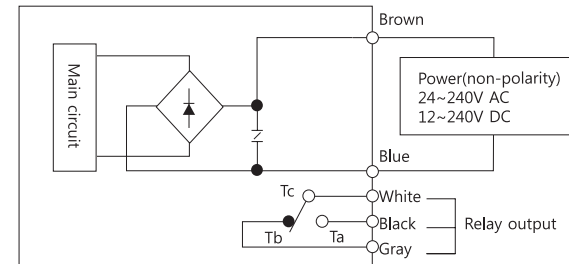 Brown
Main circuit
Power(non-polarity)
24~240V AC
12~240V DC
Blue
Tc
White
Black
Relay output
Tb
Ta
Gray